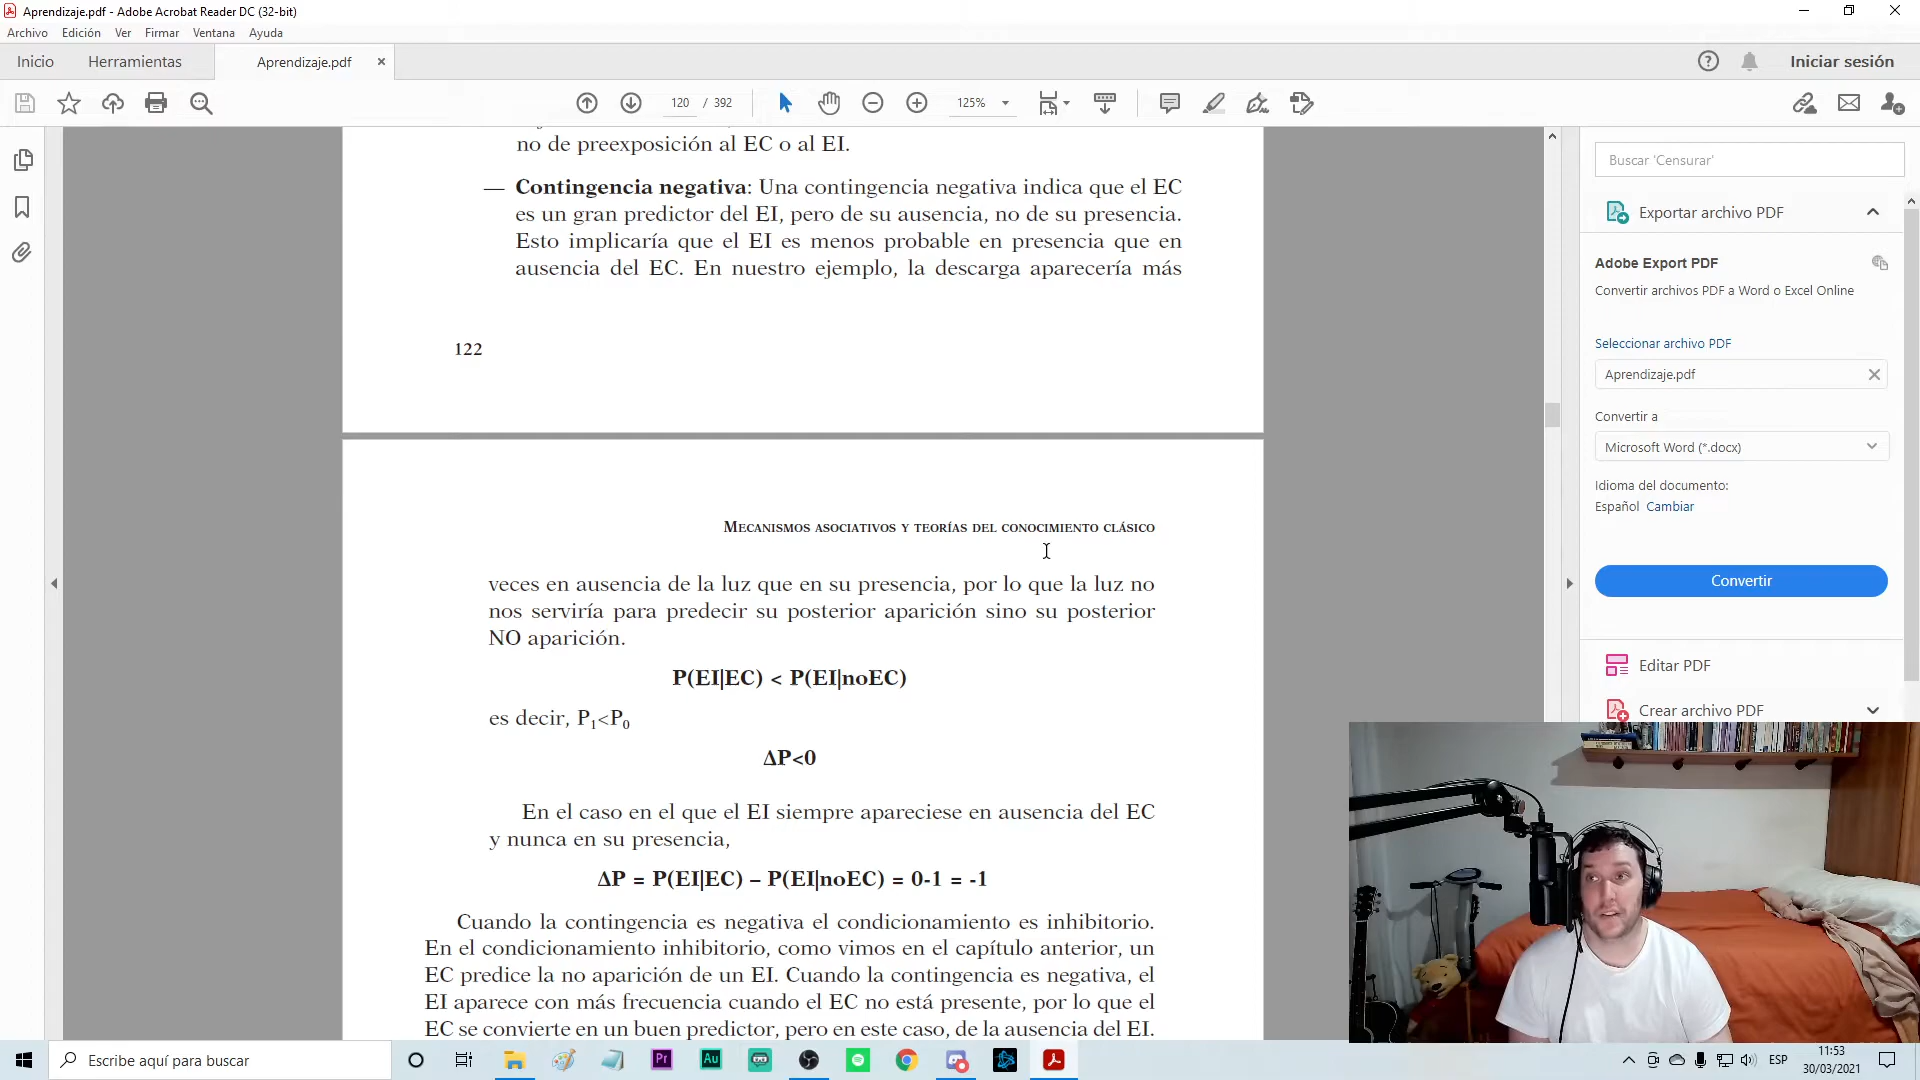 Aprendizaje.pdf - Adobe Acrobat Reader DC (32-bit)
Archivo Edición Ver Firmar Ventana Ayuda
Inicio Herramientas Aprendizaje.pdf Iniciar sesión
120 / 392 125%
no de preexposición al EC o al EI.
— Contingencia negativa: Una contingencia negativa indica que el EC
es un gran predictor del EI, pero de su ausencia, no de su presencia.
Esto implicaría que el EI es menos probable en presencia que en
ausencia del EC. En nuestro ejemplo, la descarga aparecería más
122
MECANISMOS ASOCIATIVOS Y TEORÍAS DEL CONOCIMIENTO CLÁSICO
veces en ausencia de la luz que en su presencia, por lo que la luz no
nos serviría para predecir su posterior aparición sino su posterior
NO aparición.
P(EI|EC) < P(EI|noEC)
es decir, P₁<P₀
ΔP<0
En el caso en el que el EI siempre apareciese en ausencia del EC
y nunca en su presencia,
ΔP = P(EI|EC) – P(EI|noEC) = 0-1 = -1
Cuando la contingencia es negativa el condicionamiento es inhibitorio.
En el condicionamiento inhibitorio, como vimos en el capítulo anterior, un
EC predice la no aparición de un EI. Cuando la contingencia es negativa, el
EI aparece con más frecuencia cuando el EC no está presente, por lo que el
EC se convierte en un buen predictor, pero en este caso, de la ausencia del EI.
Buscar 'Censurar'
Exportar archivo PDF
Adobe Export PDF
Convertir archivos PDF a Word o Excel Online
Seleccionar archivo PDF
Aprendizaje.pdf
Convertir a
Microsoft Word (*.docx)
Idioma del documento:
Español Cambiar
Convertir
Editar PDF
Crear archivo PDF
Escribe aquí para buscar
Pr
Au
ESP
11:53
30/03/2021